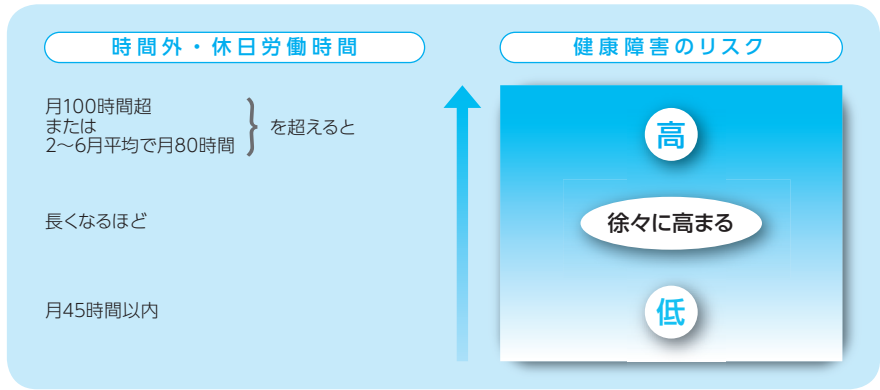 時間外・休日労働時間
健康障害のリスク
月100時間超
または
2〜6月平均で月80時間
を超えると
高
長くなるほど
徐々に高まる
月45時間以内
低